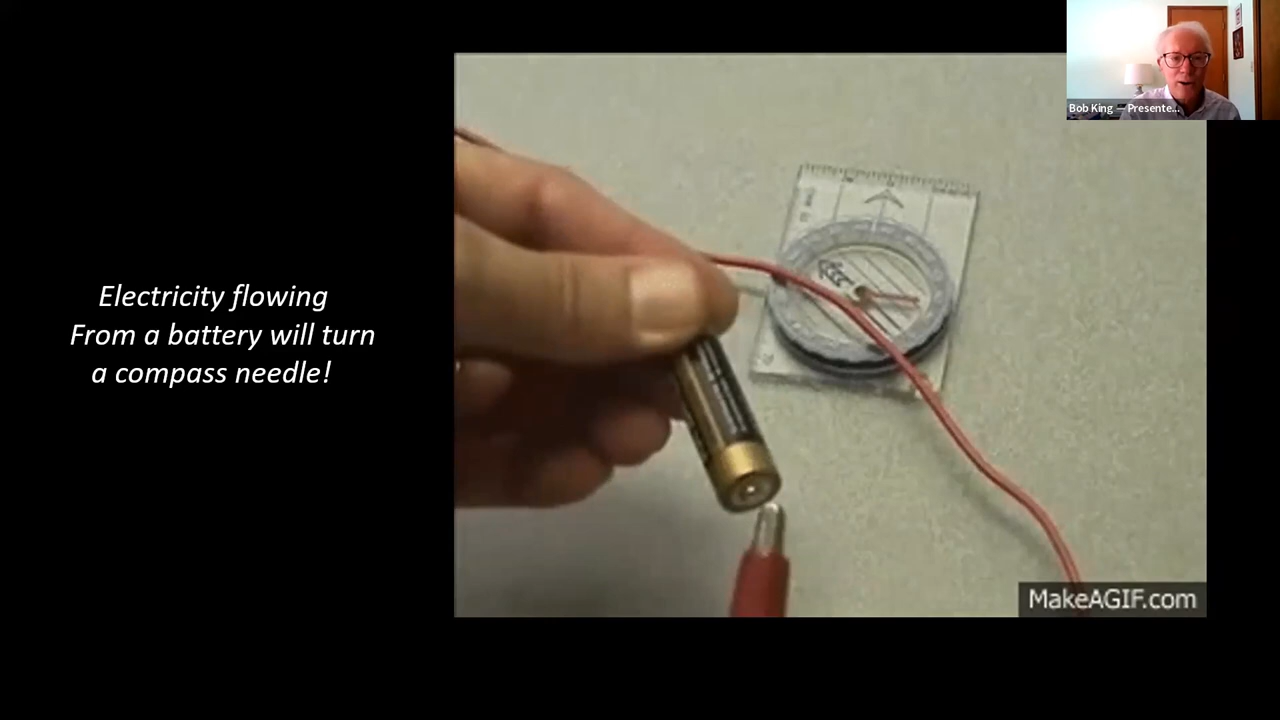 Bob King — Presente...
Electricity flowing
From a battery will turn
a compass needle!
MakeAGIF.com